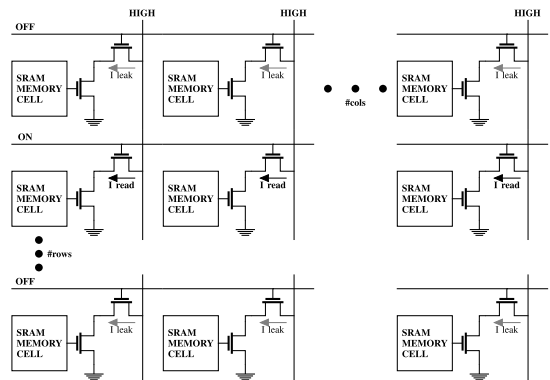 HIGH HIGH HIGH
OFF
SRAM MEMORY CELL I leak SRAM MEMORY CELL I leak #cols SRAM MEMORY CELL I leak
ON
SRAM MEMORY CELL I read SRAM MEMORY CELL I read SRAM MEMORY CELL I read
#rows
OFF
SRAM MEMORY CELL I leak SRAM MEMORY CELL I leak SRAM MEMORY CELL I leak